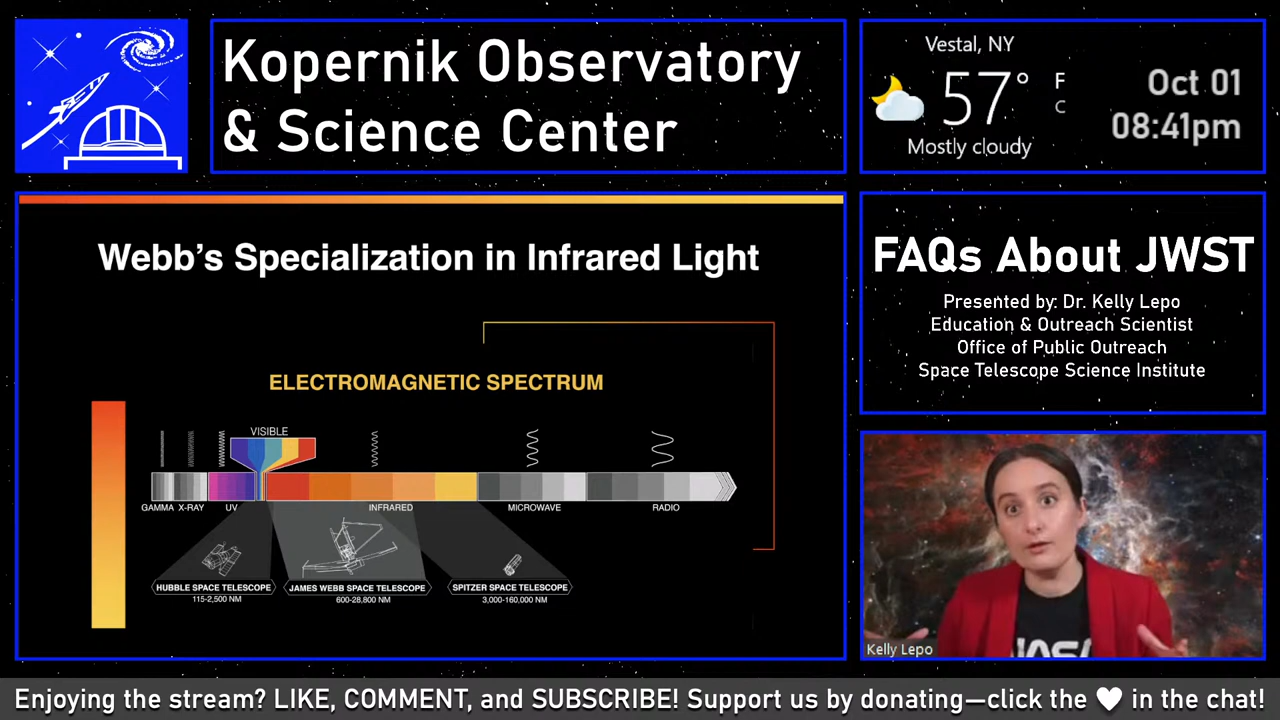 Kopernik Observatory
& Science Center
Vestal, NY
57°
F
C
Mostly cloudy
Oct 01
08:41pm
Webb's Specialization in Infrared Light
ELECTROMAGNETIC SPECTRUM
VISIBLE
GAMMA X-RAY UV INFRARED MICROWAVE RADIO
HUBBLE SPACE TELESCOPE
115-2,500 NM
JAMES WEBB SPACE TELESCOPE
600-28,800 NM
SPITZER SPACE TELESCOPE
3,000-160,000 NM
FAQs About JWST
Presented by: Dr. Kelly Lepo
Education & Outreach Scientist
Office of Public Outreach
Space Telescope Science Institute
NASA
Kelly Lepo
Enjoying the stream? LIKE, COMMENT, and SUBSCRIBE! Support us by donating—click the ♥ in the chat!